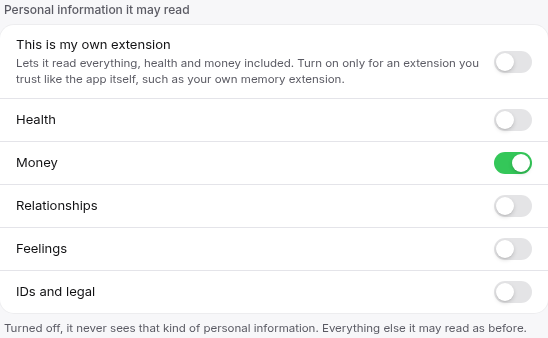 Personal information it may read
This is my own extension
Lets it read everything, health and money included. Turn on only for an extension you
trust like the app itself, such as your own memory extension.
Health
Money
Relationships
Feelings
IDs and legal
Turned off, it never sees that kind of personal information. Everything else it may read as before.